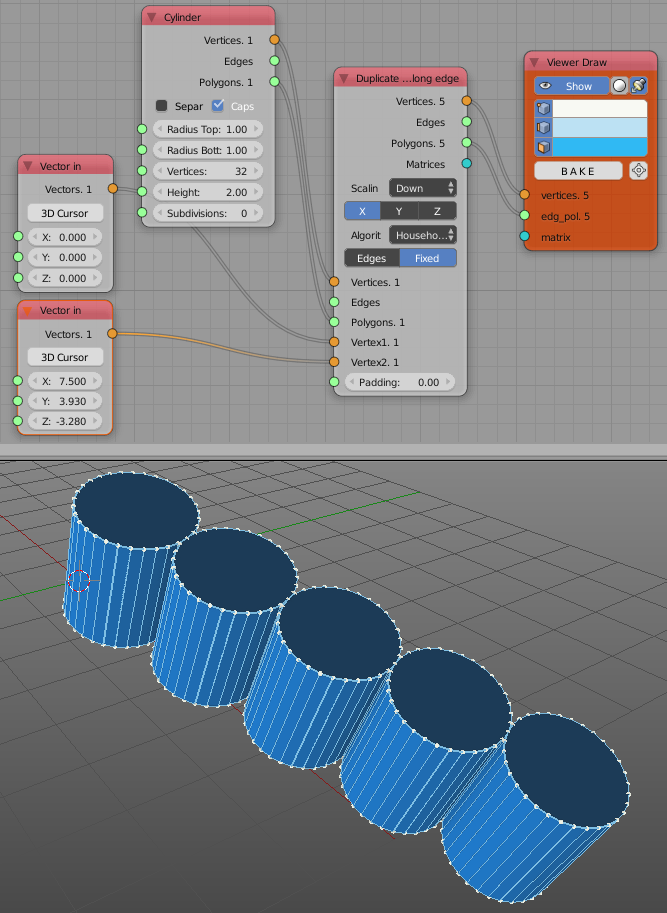 Cylinder
Vertices. 1
Edges
Polygons. 1
Separ
Caps
Radius Top: 1.00
Radius Bott: 1.00
Vertices: 32
Height: 2.00
Subdivisions: 0
Vector in
Vectors. 1
3D Cursor
X: 0.000
Y: 0.000
Z: 0.000
Vector in
Vectors. 1
3D Cursor
X: 7.500
Y: 3.930
Z: -3.280
Duplicate ...long edge
Vertices. 5
Edges
Polygons. 5
Matrices
Scalin Down
X Y Z
Algorit Househo...
Edges Fixed
Vertices. 1
Edges
Polygons. 1
Vertex1. 1
Vertex2. 1
Padding: 0.00
Viewer Draw
Show
BAKE
vertices. 5
edg_pol. 5
matrix